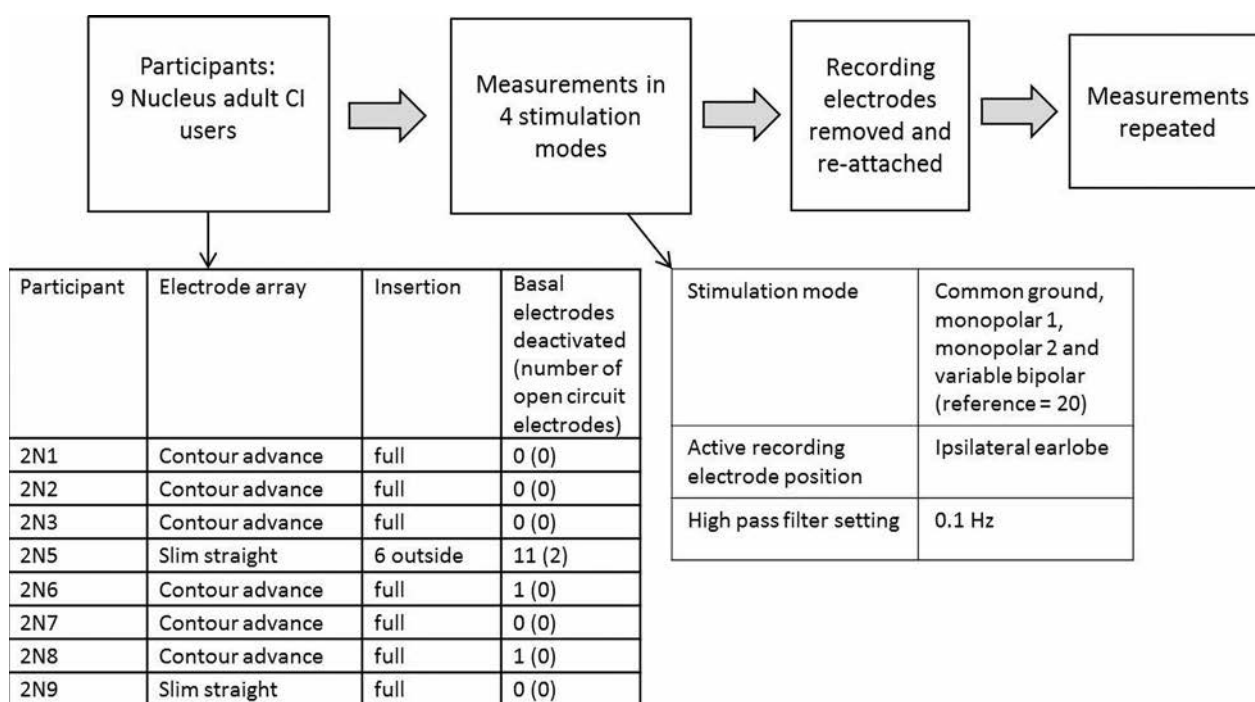 Participants:
9 Nucleus adult CI
users
Measurements in
4 stimulation
modes
Recording
electrodes
removed and
re-attached
Measurements
repeated
Participant Electrode array Insertion Basal
electrodes
deactivated
(number of
open circuit
electrodes)
2N1 Contour advance full 0 (0)
2N2 Contour advance full 0 (0)
2N3 Contour advance full 0 (0)
2N5 Slim straight 6 outside 11 (2)
2N6 Contour advance full 1 (0)
2N7 Contour advance full 0 (0)
2N8 Contour advance full 1 (0)
2N9 Slim straight full 0 (0)
Stimulation mode Common ground,
monopolar 1,
monopolar 2 and
variable bipolar
(reference = 20)
Active recording Ipsilateral earlobe
electrode position
High pass filter setting 0.1 Hz